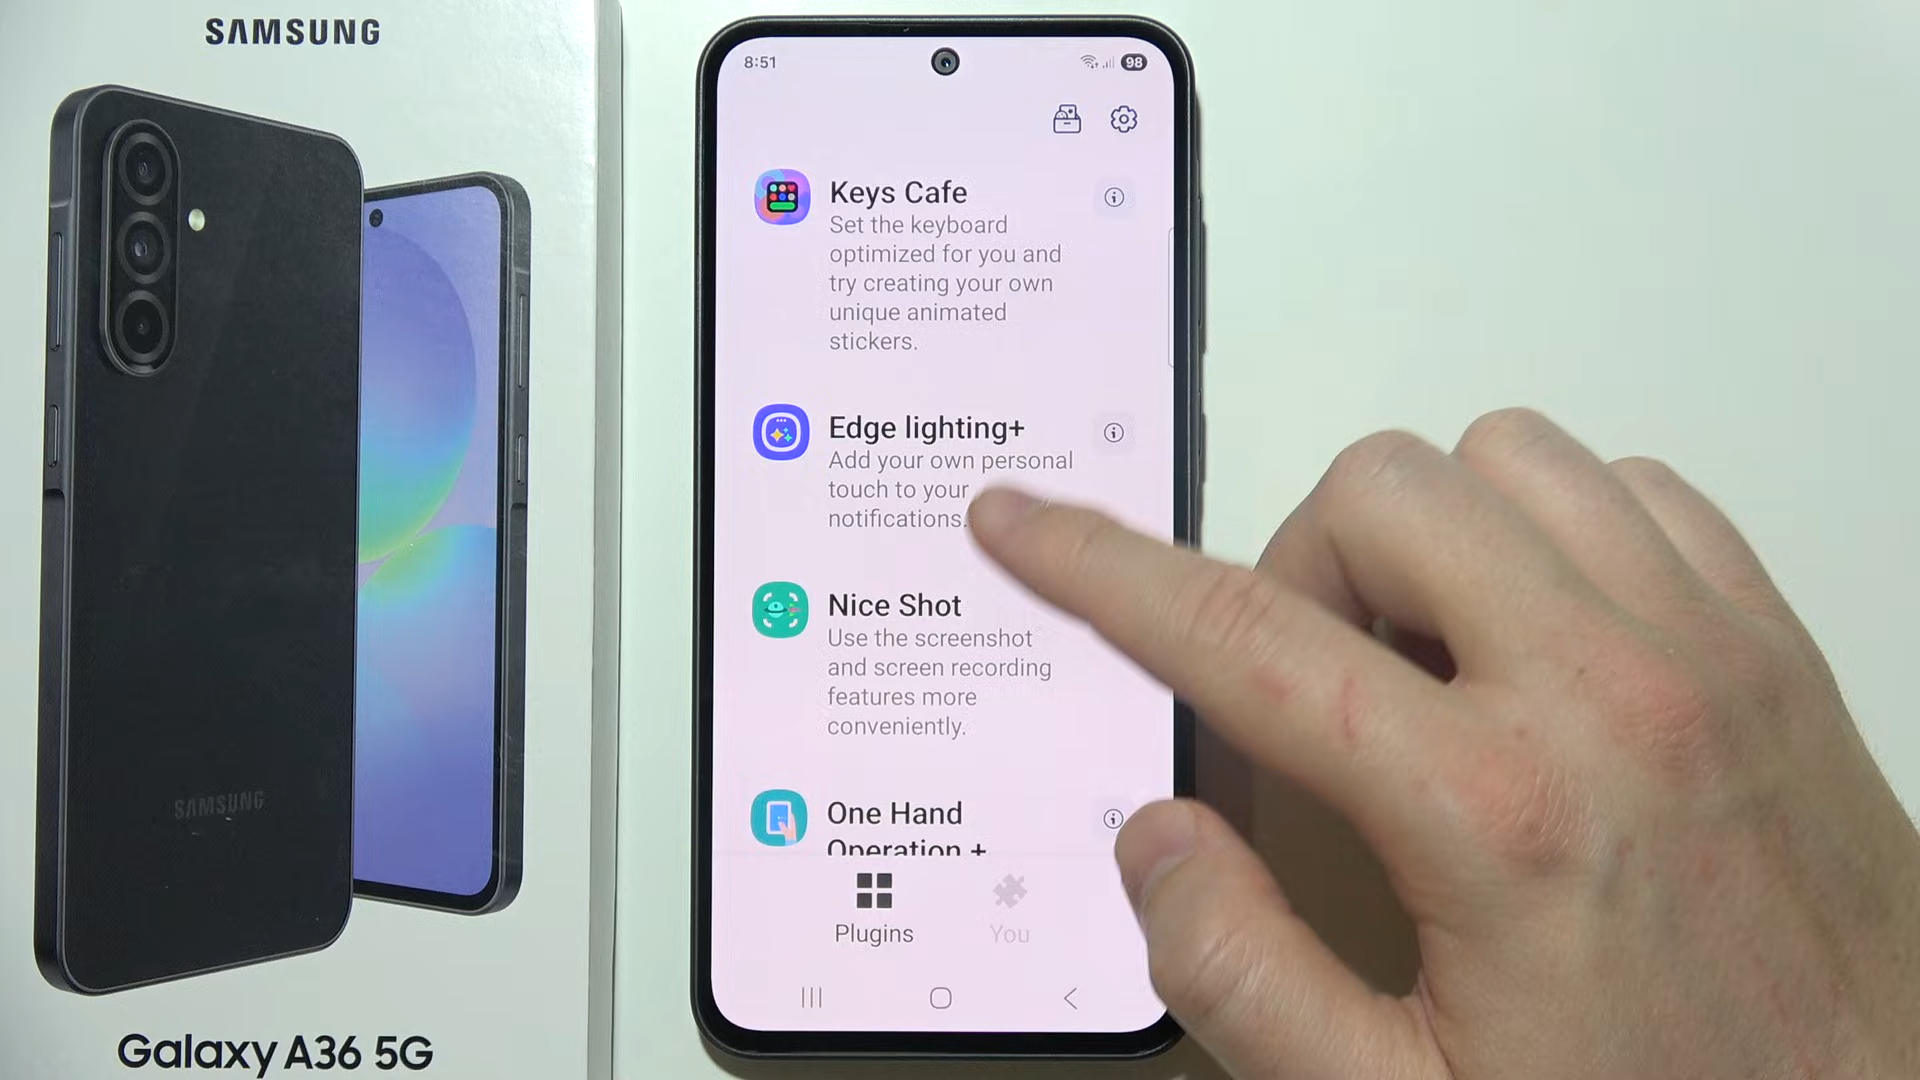 SAMSUNG
SAMSUNG
Galaxy A36 5G
8:51
98
Keys Cafe
Set the keyboard
optimized for you and
try creating your own
unique animated
stickers.
Edge lighting+
Add your own personal
touch to your
notifications.
Nice Shot
Use the screenshot
and screen recording
features more
conveniently.
One Hand
Operation +
Plugins
You